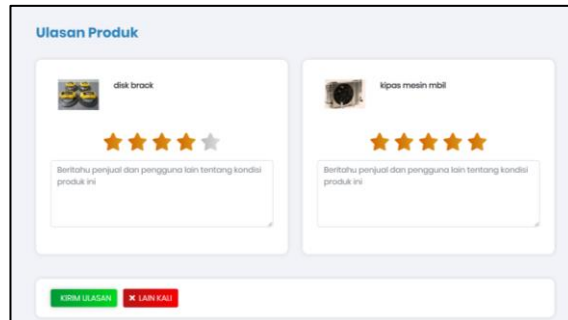 Ulasan Produk
disk brack
Beritahu penjual dan pengguna lain tentang kondisi
produk ini
kipas mesin mbil
Beritahu penjual dan pengguna lain tentang kondisi
produk ini
KIRIM ULASAN
✖ LAIN KALI